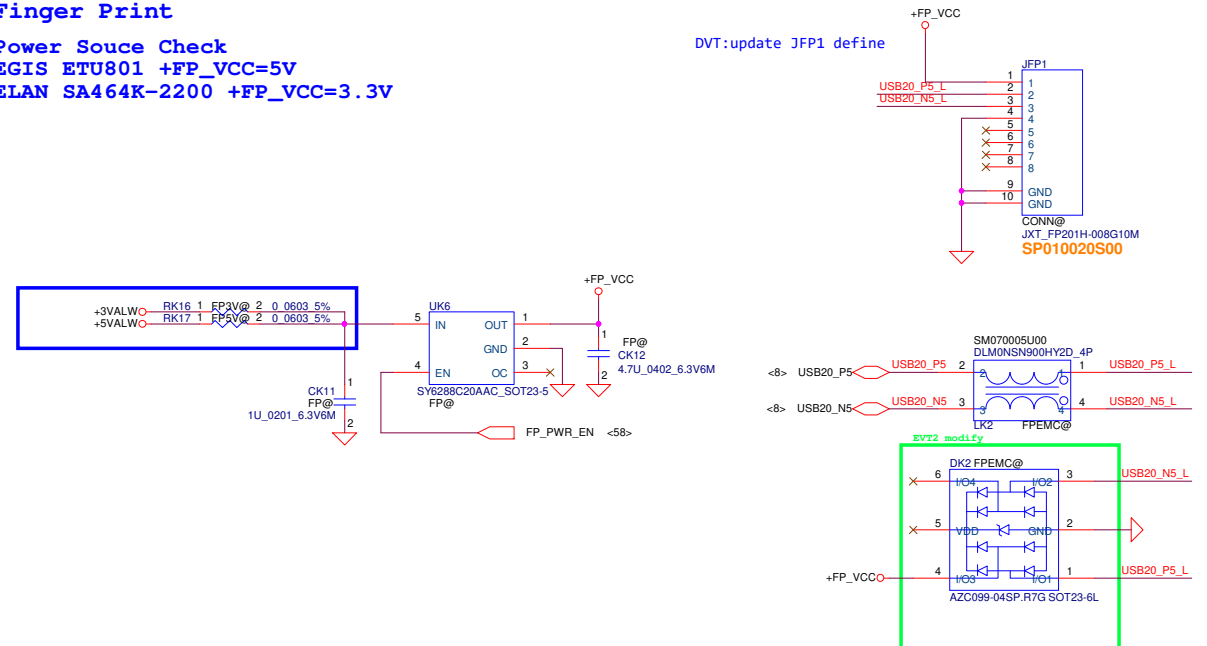 Finger Print
Power Souce Check
EGIS ETU801 +FP_VCC=5V
ELAN SA464K-2200 +FP_VCC=3.3V
DVT:update JFP1 define
+FP_VCC
JFP1
USB20_P5_L
USB20_N5_L
1 1
2 2
3 3
4 4
5 5
6 6
7 7
8 8
9 GND
10 GND
CONN@
JXT_FP201H-008G10M
SP010020S00
+3VALW RK16 1 FP3V@ 2 0_0603_5%
+5VALW RK17 1 FP5V@ 2 0_0603_5%
CK11
FP@
1U_0201_6.3V6M
1
2
UK6
5 IN OUT 1
GND 2
4 EN OC 3
SY6288C20AAC_SOT23-5
FP@
FP_PWR_EN <58>
+FP_VCC
1
FP@
CK12
4.7U_0402_6.3V6M
2
SM070005U00
DLM0NSN900HY2D_4P
<8> USB20_P5 USB20_P5 2 2 1 1 USB20_P5_L
<8> USB20_N5 USB20_N5 3 3 4 4 USB20_N5_L
LK2 FPEMC@
EVT2 modify
DK2 FPEMC@
6 I/O4 I/O2 3 USB20_N5_L
5 VDD GND 2
+FP_VCC 4 I/O3 I/O1 1 USB20_P5_L
AZC099-04SP.R7G SOT23-6L